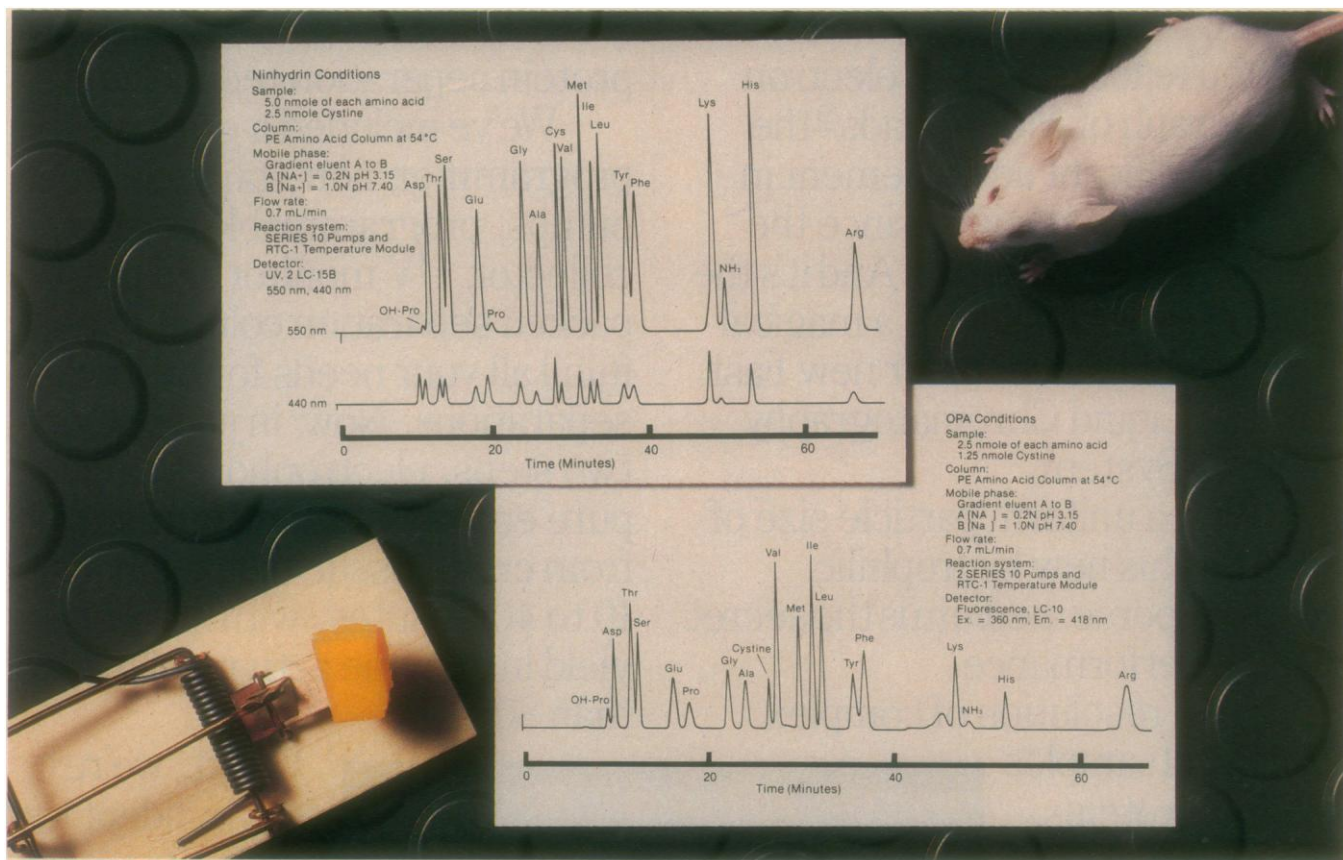 Ninhydrin Conditions
Sample:
5.0 nmole of each amino acid
2.5 nmole Cystine
Column:
PE Amino Acid Column at 54°C
Mobile phase:
Gradient eluent A to B
A [NA+] = 0.2N pH 3.15
B [Na+] = 1.0N pH 7.40
Flow rate:
0.7 mL/min
Reaction system:
SERIES 10 Pumps and
RTC-1 Temperature Module
Detector:
UV, 2 LC-15B
550 nm, 440 nm
OH-Pro
Asp
Thr
Ser
Glu
Pro
Gly
Ala
Cys
Val
Met
Ile
Leu
Tyr
Phe
Lys
NH₃
His
Arg
550 nm
440 nm
0 20 40 60
Time (Minutes)
OPA Conditions
Sample:
2.5 nmole of each amino acid
1.25 nmole Cystine
Column:
PE Amino Acid Column at 54°C
Mobile phase:
Gradient eluent A to B
A [NA ] = 0.2N pH 3.15
B [Na ] = 1.0N pH 7.40
Flow rate:
0.7 mL/min
Reaction system:
2 SERIES 10 Pumps and
RTC-1 Temperature Module
Detector:
Fluorescence, LC-10
Ex. = 360 nm, Em. = 418 nm
OH-Pro
Asp
Thr
Ser
Glu
Pro
Gly
Ala
Cystine
Val
Met
Ile
Leu
Tyr
Phe
Lys
NH₃
His
Arg
0 20 40 60
Time (Minutes)